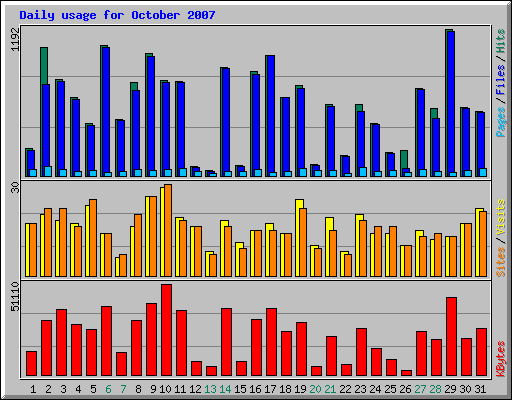 Daily usage for October 2007
1192
Pages / Files / Hits
30
Sites / Visits
51110
KBytes
1 2 3 4 5 6 7 8 9 10 11 12 13 14 15 16 17 18 19 20 21 22 23 24 25 26 27 28 29 30 31